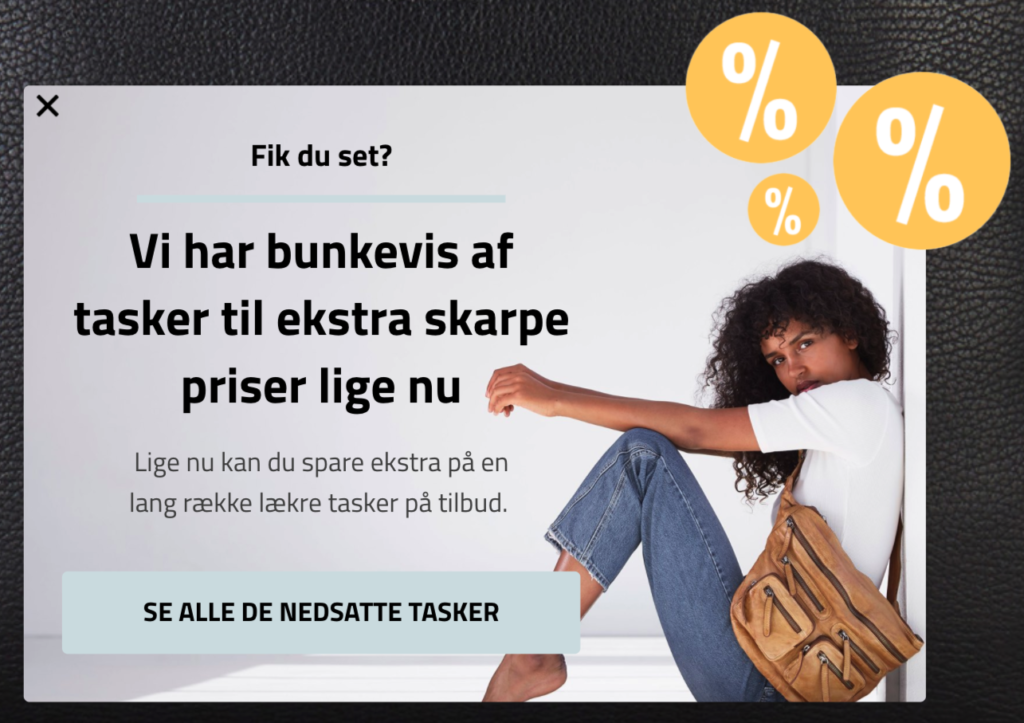 %
%
%
Fik du set?
Vi har bunkevis af
tasker til ekstra skarpe
priser lige nu
Lige nu kan du spare ekstra på en
lang række lækre tasker på tilbud.
SE ALLE DE NEDSATTE TASKER